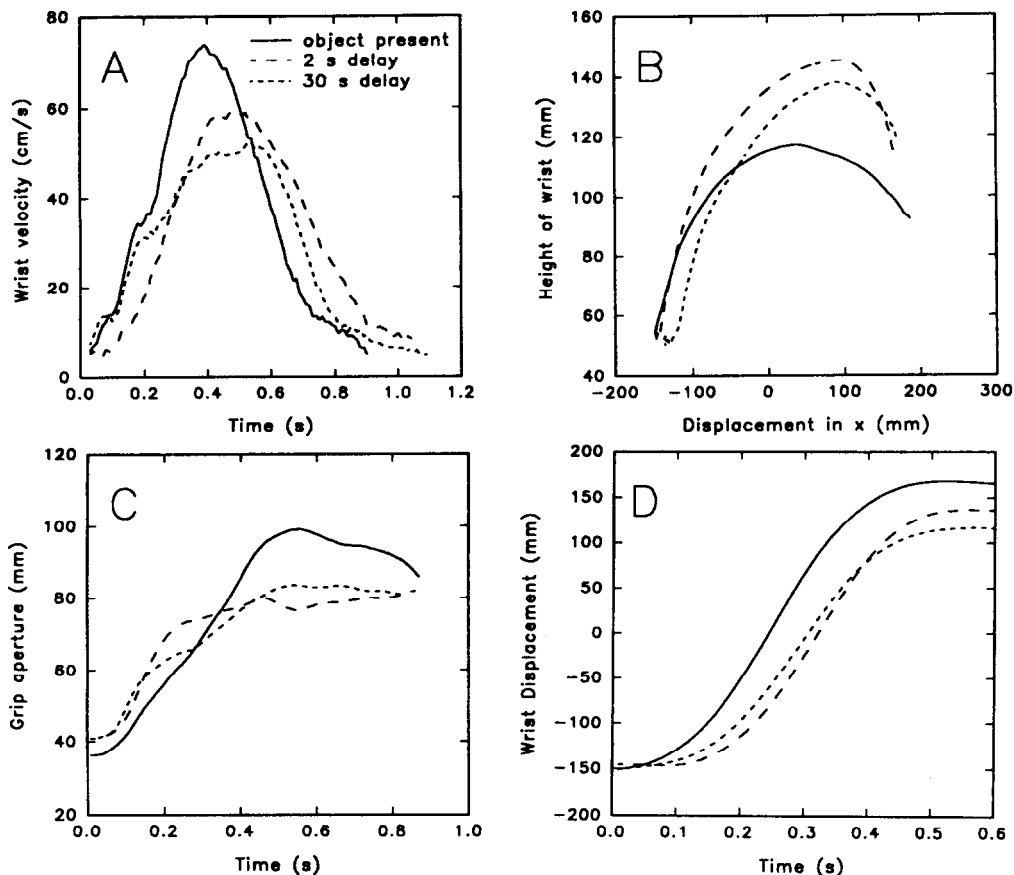 A
object present
2 s delay
30 s delay
Wrist velocity (cm/s)
80
60
40
20
0
0.0 0.2 0.4 0.6 0.8 1.0 1.2
Time (s)
B
Height of wrist (mm)
160
140
120
100
80
60
40
−200 −100 0 100 200 300
Displacement in x (mm)
C
Grip aperture (mm)
120
100
80
60
40
20
0.0 0.2 0.4 0.6 0.8 1.0
Time (s)
D
Wrist Displacement (mm)
200
150
100
50
0
−50
−100
−150
−200
0.0 0.1 0.2 0.3 0.4 0.5 0.6
Time (s)